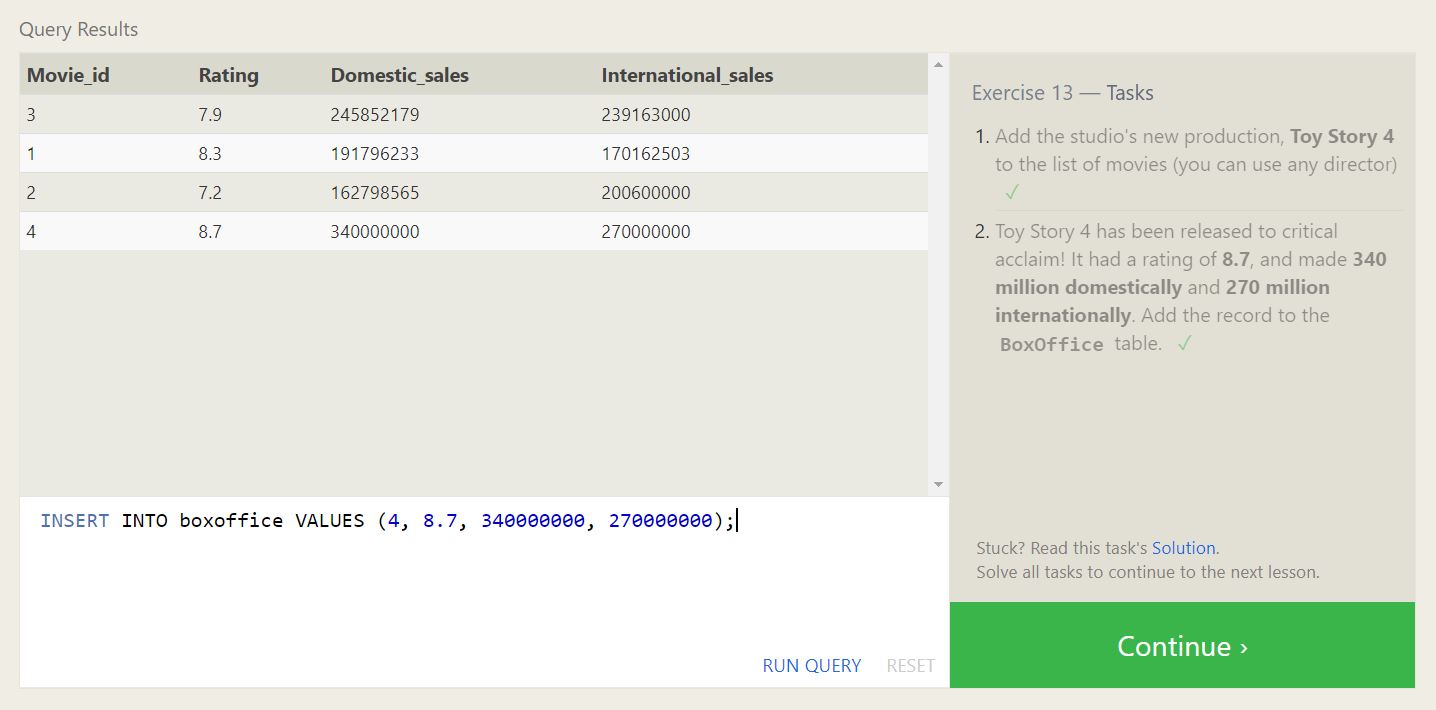 Query Results
Movie_id Rating Domestic_sales International_sales
3 7.9 245852179 239163000
1 8.3 191796233 170162503
2 7.2 162798565 200600000
4 8.7 340000000 270000000
INSERT INTO boxoffice VALUES (4, 8.7, 340000000, 270000000);
RUN QUERY RESET
Exercise 13 — Tasks
1. Add the studio's new production, Toy Story 4
to the list of movies (you can use any director)
✓
2. Toy Story 4 has been released to critical
acclaim! It had a rating of 8.7, and made 340
million domestically and 270 million
internationally. Add the record to the
BoxOffice table. ✓
Stuck? Read this task's Solution.
Solve all tasks to continue to the next lesson.
Continue ›